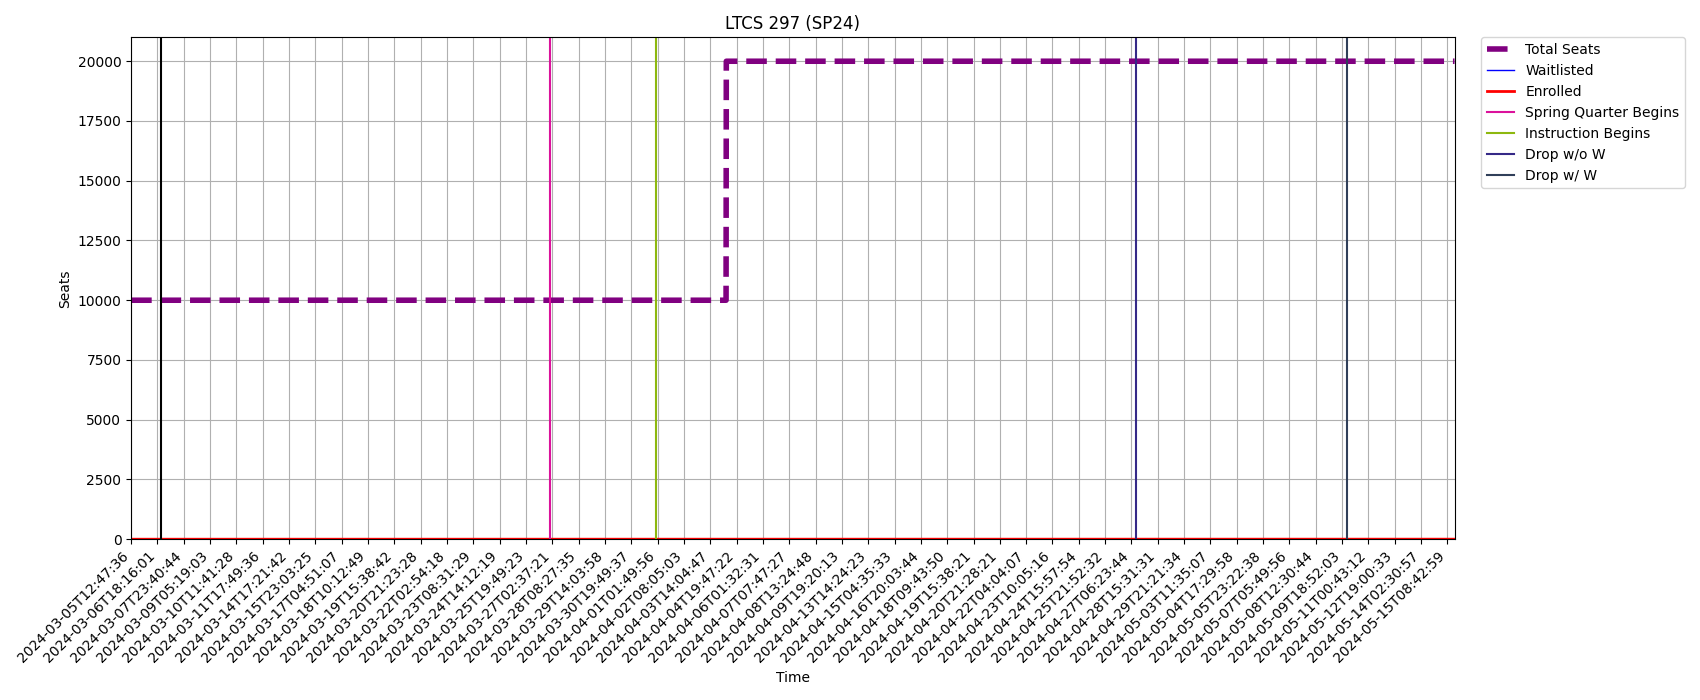 LTCS 297 (SP24)
Seats
20000
17500
15000
12500
10000
7500
5000
2500
0
Total Seats
Waitlisted
Enrolled
Spring Quarter Begins
Instruction Begins
Drop w/o W
Drop w/ W
2024-03-05T12:47:36
2024-03-06T18:16:01
2024-03-07T23:40:44
2024-03-09T05:19:03
2024-03-10T11:41:28
2024-03-11T17:49:36
2024-03-14T17:21:42
2024-03-15T23:03:25
2024-03-17T04:51:07
2024-03-18T10:12:49
2024-03-19T15:38:42
2024-03-20T21:23:28
2024-03-22T02:54:18
2024-03-23T08:31:29
2024-03-24T14:12:19
2024-03-25T19:49:23
2024-03-27T02:37:21
2024-03-28T08:27:35
2024-03-29T14:03:58
2024-03-30T19:49:37
2024-04-01T01:49:56
2024-04-02T08:05:03
2024-04-03T14:04:47
2024-04-04T19:47:22
2024-04-06T01:32:31
2024-04-07T07:47:27
2024-04-08T13:24:48
2024-04-09T19:20:13
2024-04-13T14:24:23
2024-04-15T04:35:33
2024-04-16T20:03:44
2024-04-18T09:43:50
2024-04-19T15:38:21
2024-04-20T21:28:21
2024-04-22T04:04:07
2024-04-23T10:05:16
2024-04-24T15:57:54
2024-04-25T21:52:32
2024-04-27T06:23:44
2024-04-28T15:31:31
2024-04-29T21:21:34
2024-05-03T11:35:07
2024-05-04T17:29:58
2024-05-05T23:22:38
2024-05-07T05:49:56
2024-05-08T12:30:44
2024-05-09T18:52:03
2024-05-11T00:43:12
2024-05-12T19:00:33
2024-05-14T02:30:57
2024-05-15T08:42:59
Time